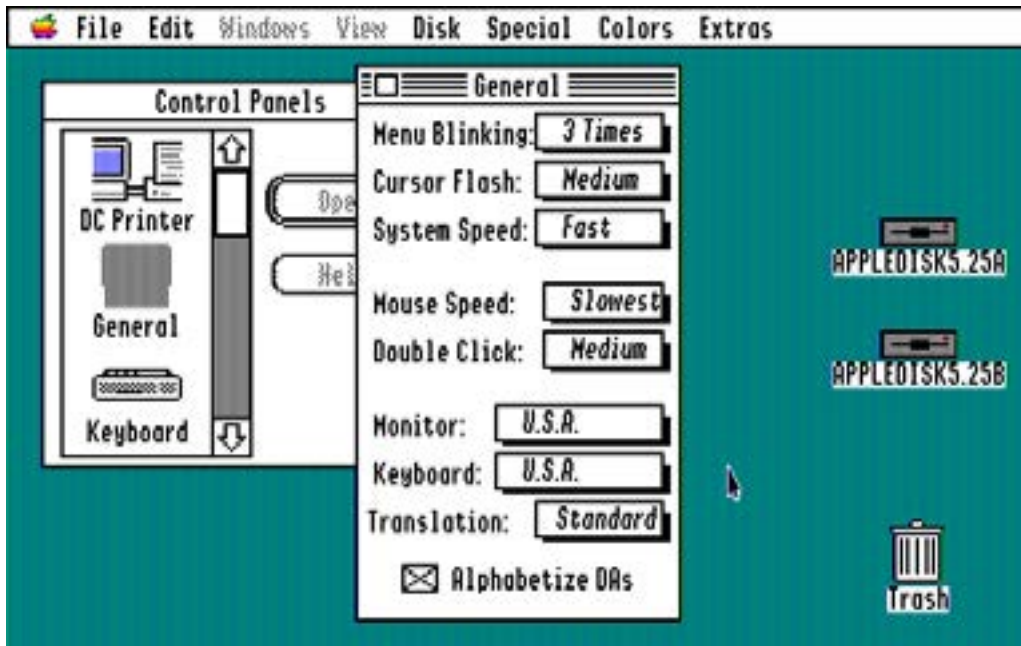 File Edit Windows View Disk Special Colors Extras
Control Panels
DC Printer
General
Keyboard
General
Menu Blinking: 3 Times
Cursor Flash: Medium
System Speed: Fast
Mouse Speed: Slowest
Double Click: Medium
Monitor: U.S.A.
Keyboard: U.S.A.
Translation: Standard
Alphabetize DAs
APPLEDISK5.25A
APPLEDISK5.25B
Trash